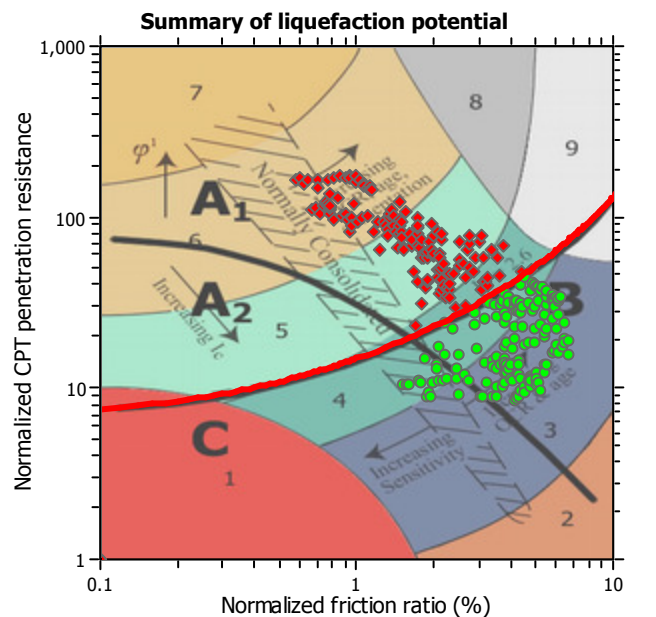 Summary of liquefaction potential
1,000
100
10
1
0.1
1
10
Normalized CPT penetration resistance
Normalized friction ratio (%)
7
8
9
6
5
4
3
2
1
A1
A2
B
C
φ'
Normally Consolidated
Increasing Ic
Increasing
Sensitivity